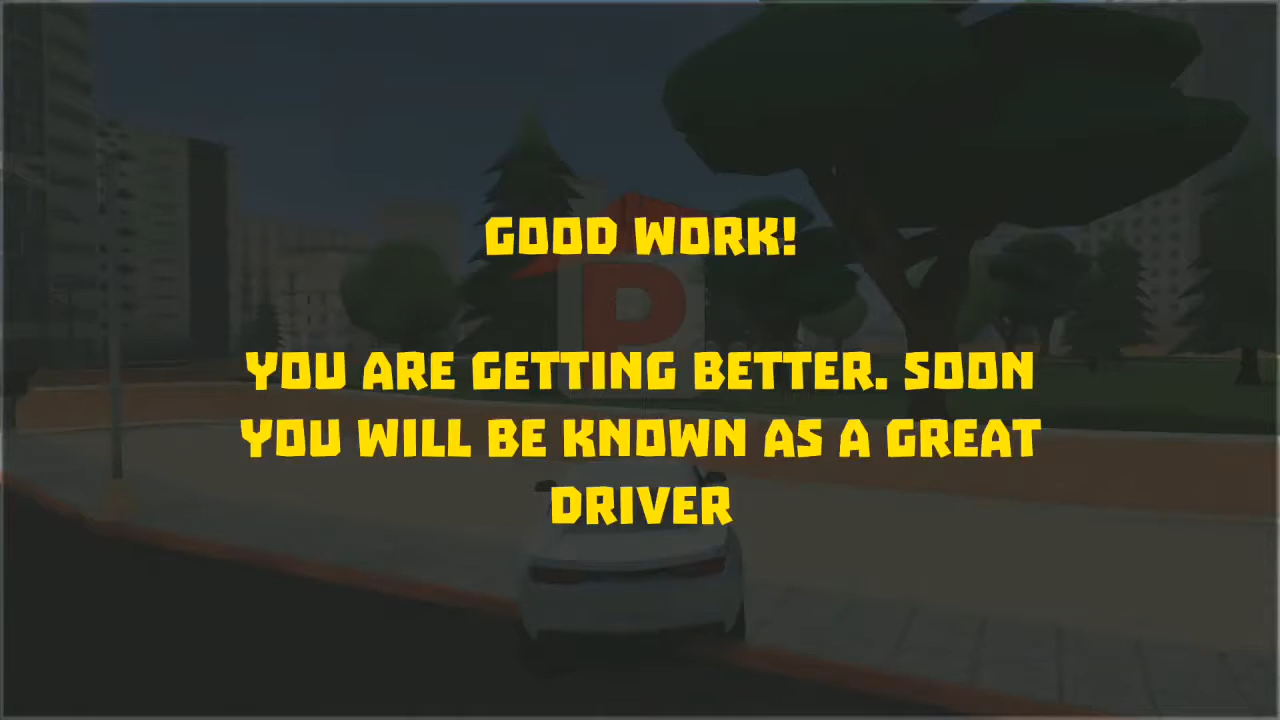 GOOD WORK!
P
YOU ARE GETTING BETTER. SOON
YOU WILL BE KNOWN AS A GREAT
DRIVER